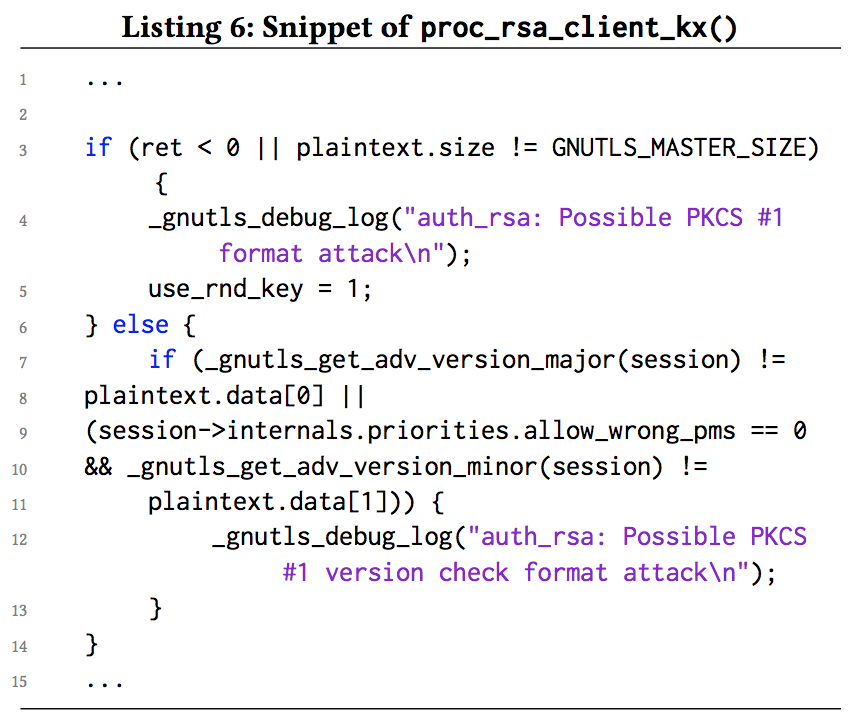 Listing 6: Snippet of proc_rsa_client_kx()
1 ...
2
3 if (ret < 0 || plaintext.size != GNUTLS_MASTER_SIZE)
{
4 _gnutls_debug_log("auth_rsa: Possible PKCS #1
format attack\n");
5 use_rnd_key = 1;
6 } else {
7 if (_gnutls_get_adv_version_major(session) !=
8 plaintext.data[0] ||
9 (session->internals.priorities.allow_wrong_pms == 0
10 && _gnutls_get_adv_version_minor(session) !=
11 plaintext.data[1])) {
12 _gnutls_debug_log("auth_rsa: Possible PKCS
#1 version check format attack\n");
13 }
14 }
15 ...